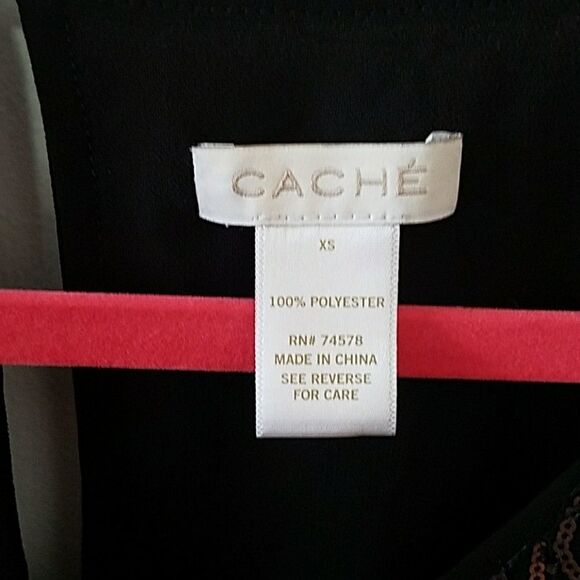 CACHÉ
XS
100% POLYESTER
RN# 74578
MADE IN CHINA
SEE REVERSE
FOR CARE